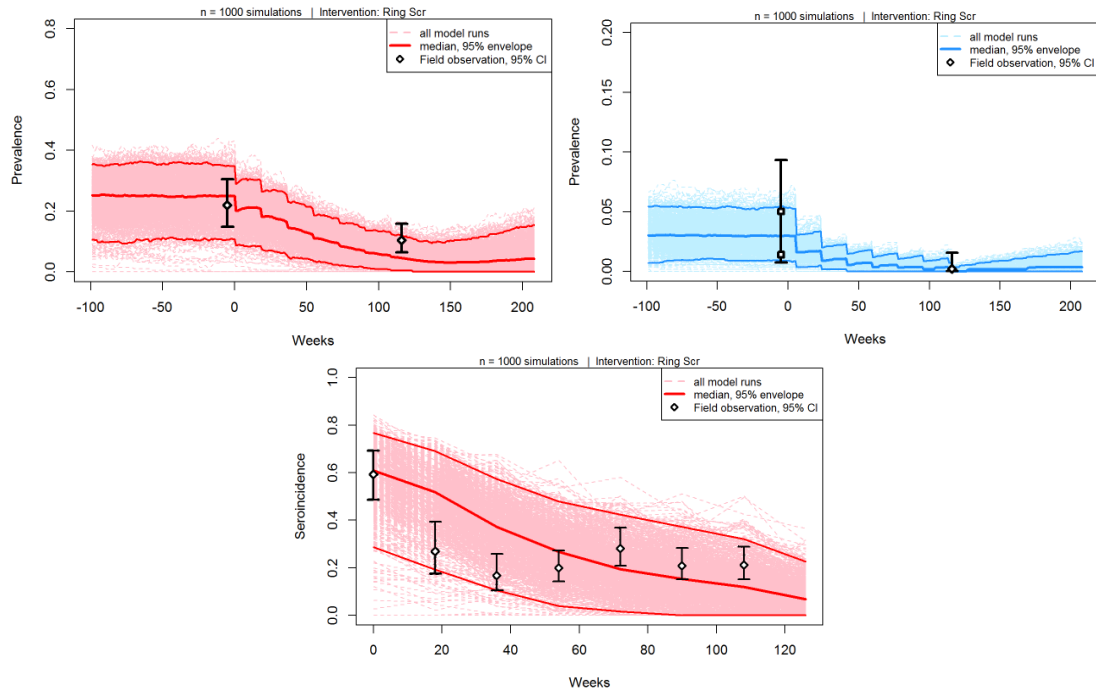 n = 1000 simulations | Intervention: Ring Scr
all model runs
median, 95% envelope
Field observation, 95% CI
Prevalence
0.8
0.6
0.4
0.2
0.0
-100 -50 0 50 100 150 200
Weeks
n = 1000 simulations | Intervention: Ring Scr
all model runs
median, 95% envelope
Field observation, 95% CI
Prevalence
0.20
0.15
0.10
0.05
0.00
-100 -50 0 50 100 150 200
Weeks
n = 1000 simulations | Intervention: Ring Scr
all model runs
median, 95% envelope
Field observation, 95% CI
Seroincidence
1.0
0.8
0.6
0.4
0.2
0.0
0 20 40 60 80 100 120
Weeks